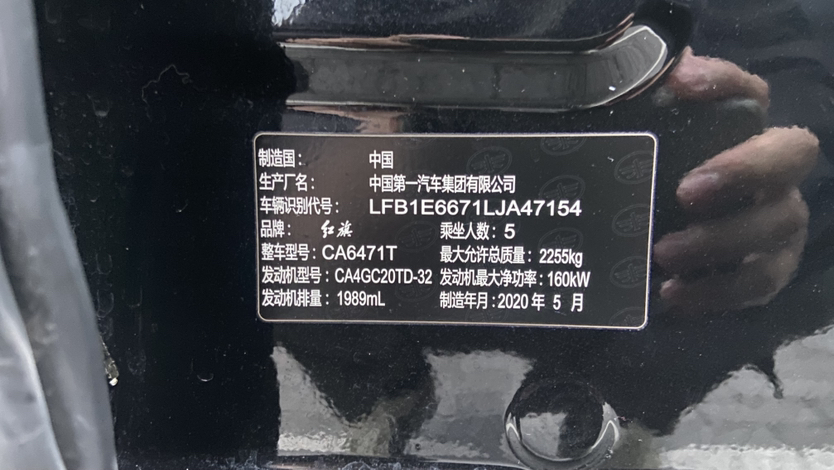 制造国： 中国
生产厂名： 中国第一汽车集团有限公司
车辆识别代号： LFB1E6671LJA47154
品牌： 红旗 乘坐人数：5
整车型号：CA6471T 最大允许总质量：2255kg
发动机型号：CA4GC20TD-32 发动机最大净功率：160kW
发动机排量：1989mL 制造年月：2020年 5 月